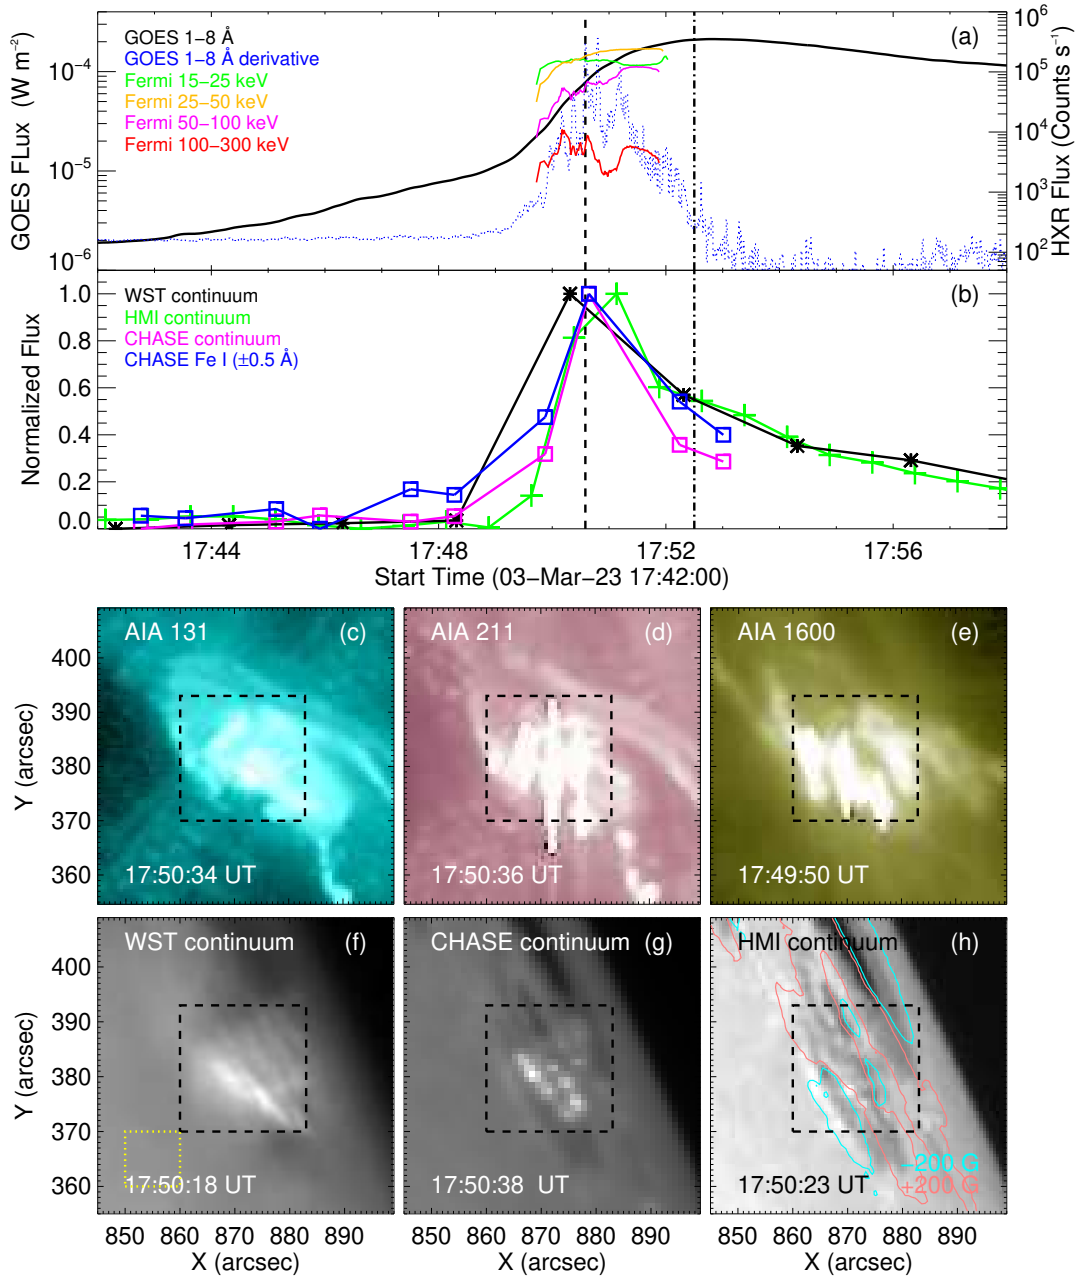 (a)
GOES 1−8 Å
GOES 1−8 Å derivative
Fermi 15−25 keV
Fermi 25−50 keV
Fermi 50−100 keV
Fermi 100−300 keV
GOES FLux (W m⁻²)
10⁻⁴
10⁻⁵
10⁻⁶
HXR Flux (Counts s⁻¹)
10⁶
10⁵
10⁴
10³
10²
(b)
WST continuum
HMI continuum
CHASE continuum
CHASE Fe I (±0.5 Å)
Normalized Flux
1.0
0.8
0.6
0.4
0.2
0.0
17:44 17:48 17:52 17:56
Start Time (03−Mar−23 17:42:00)
AIA 131 (c)
17:50:34 UT
AIA 211 (d)
17:50:36 UT
AIA 1600 (e)
17:49:50 UT
Y (arcsec)
400
390
380
370
360
WST continuum (f)
17:50:18 UT
CHASE continuum (g)
17:50:38 UT
HMI continuum (h)
−200 G
+200 G
17:50:23 UT
Y (arcsec)
400
390
380
370
360
850 860 870 880 890
X (arcsec)
850 860 870 880 890
X (arcsec)
850 860 870 880 890
X (arcsec)